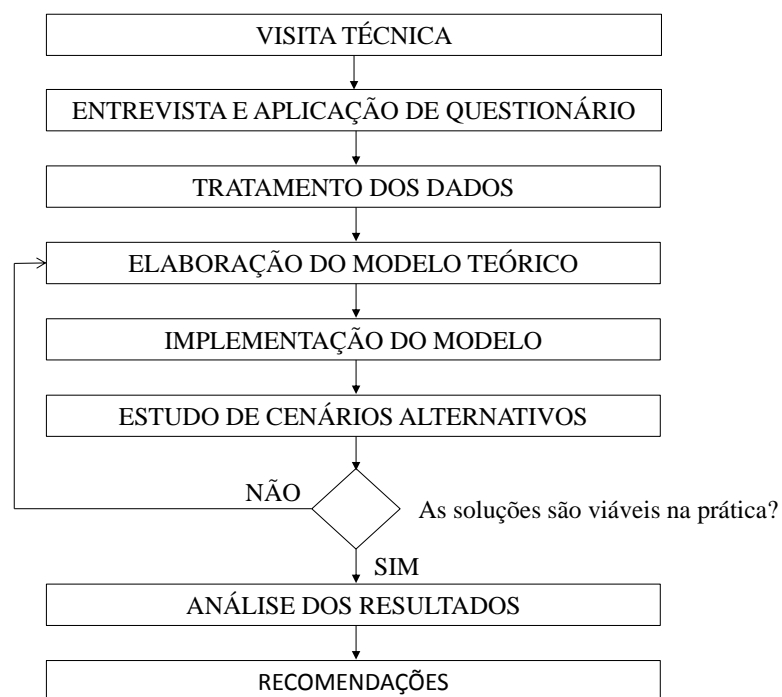 VISITA TÉCNICA
ENTREVISTA E APLICAÇÃO DE QUESTIONÁRIO
TRATAMENTO DOS DADOS
ELABORAÇÃO DO MODELO TEÓRICO
IMPLEMENTAÇÃO DO MODELO
ESTUDO DE CENÁRIOS ALTERNATIVOS
NÃO
As soluções são viáveis na prática?
SIM
ANÁLISE DOS RESULTADOS
RECOMENDAÇÕES